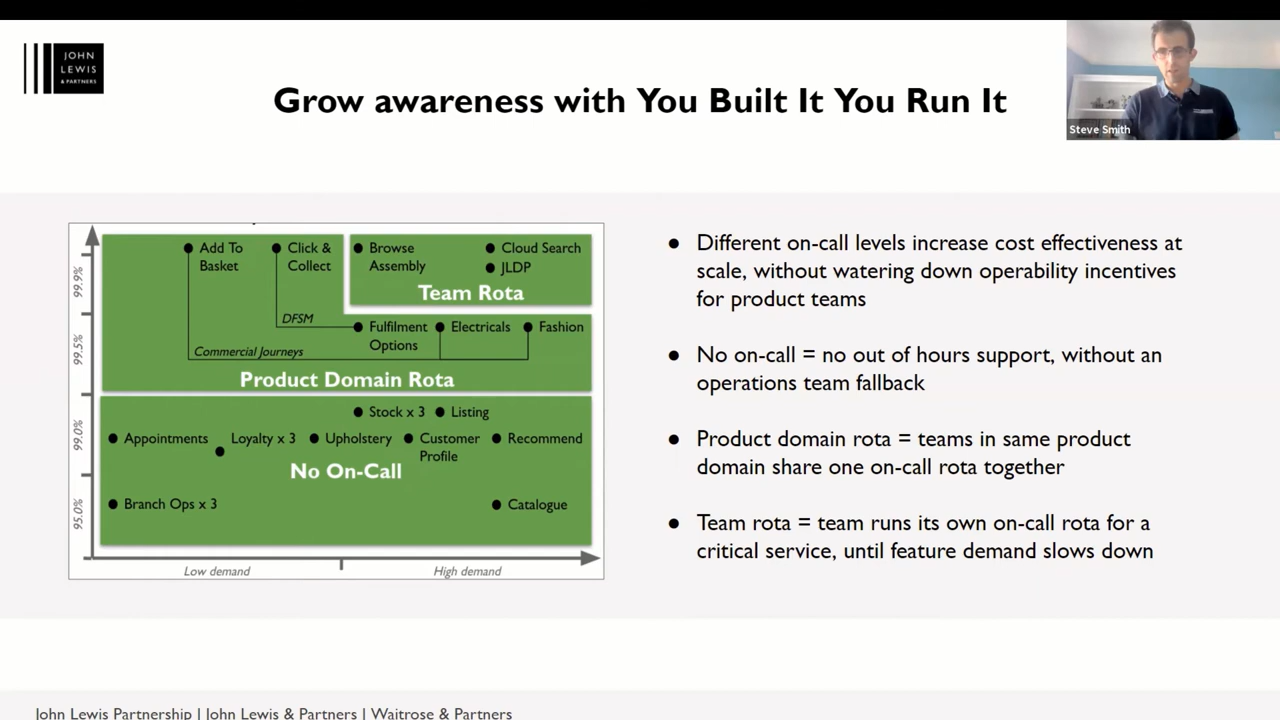 JOHN
LEWIS
& PARTNERS
Grow awareness with You Built It You Run It
Steve Smith
99.9%
99.5%
99.0%
95.0%
Add To
Basket
Click &
Collect
Browse
Assembly
Cloud Search
JLDP
Team Rota
DFSM
Fulfilment
Options
Electricals
Fashion
Commercial Journeys
Product Domain Rota
Stock x 3
Listing
Appointments
Loyalty x 3
Upholstery
Customer
Profile
Recommend
No On-Call
Branch Ops x 3
Catalogue
Low demand
High demand
● Different on-call levels increase cost effectiveness at
scale, without watering down operability incentives
for product teams
● No on-call = no out of hours support, without an
operations team fallback
● Product domain rota = teams in same product
domain share one on-call rota together
● Team rota = team runs its own on-call rota for a
critical service, until feature demand slows down
John Lewis Partnership | John Lewis & Partners | Waitrose & Partners